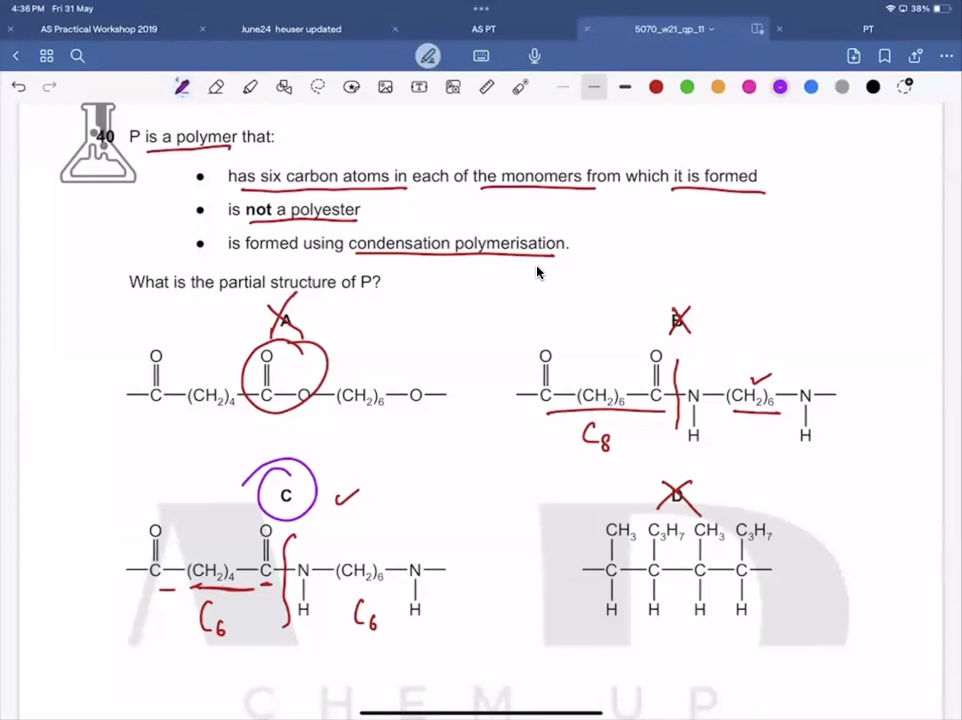 4:36 PM Fri 31 May
38%
AS Practical Workshop 2019
June24 heuser updated
AS PT
5070_w21_qp_11
PT
40 P is a polymer that:
• has six carbon atoms in each of the monomers from which it is formed
• is not a polyester
• is formed using condensation polymerisation.
What is the partial structure of P?
A B
O O O O
—C—(CH₂)₄—C—O—(CH₂)₆—O— —C—(CH₂)₆—C—N—(CH₂)₆—N—
H H
C₈
C D
O O CH₃ C₃H₇ CH₃ C₃H₇
—C—(CH₂)₄—C—N—(CH₂)₆—N— —C—C—C—C—
H H H H H H
C₆ C₆
CHEM UP